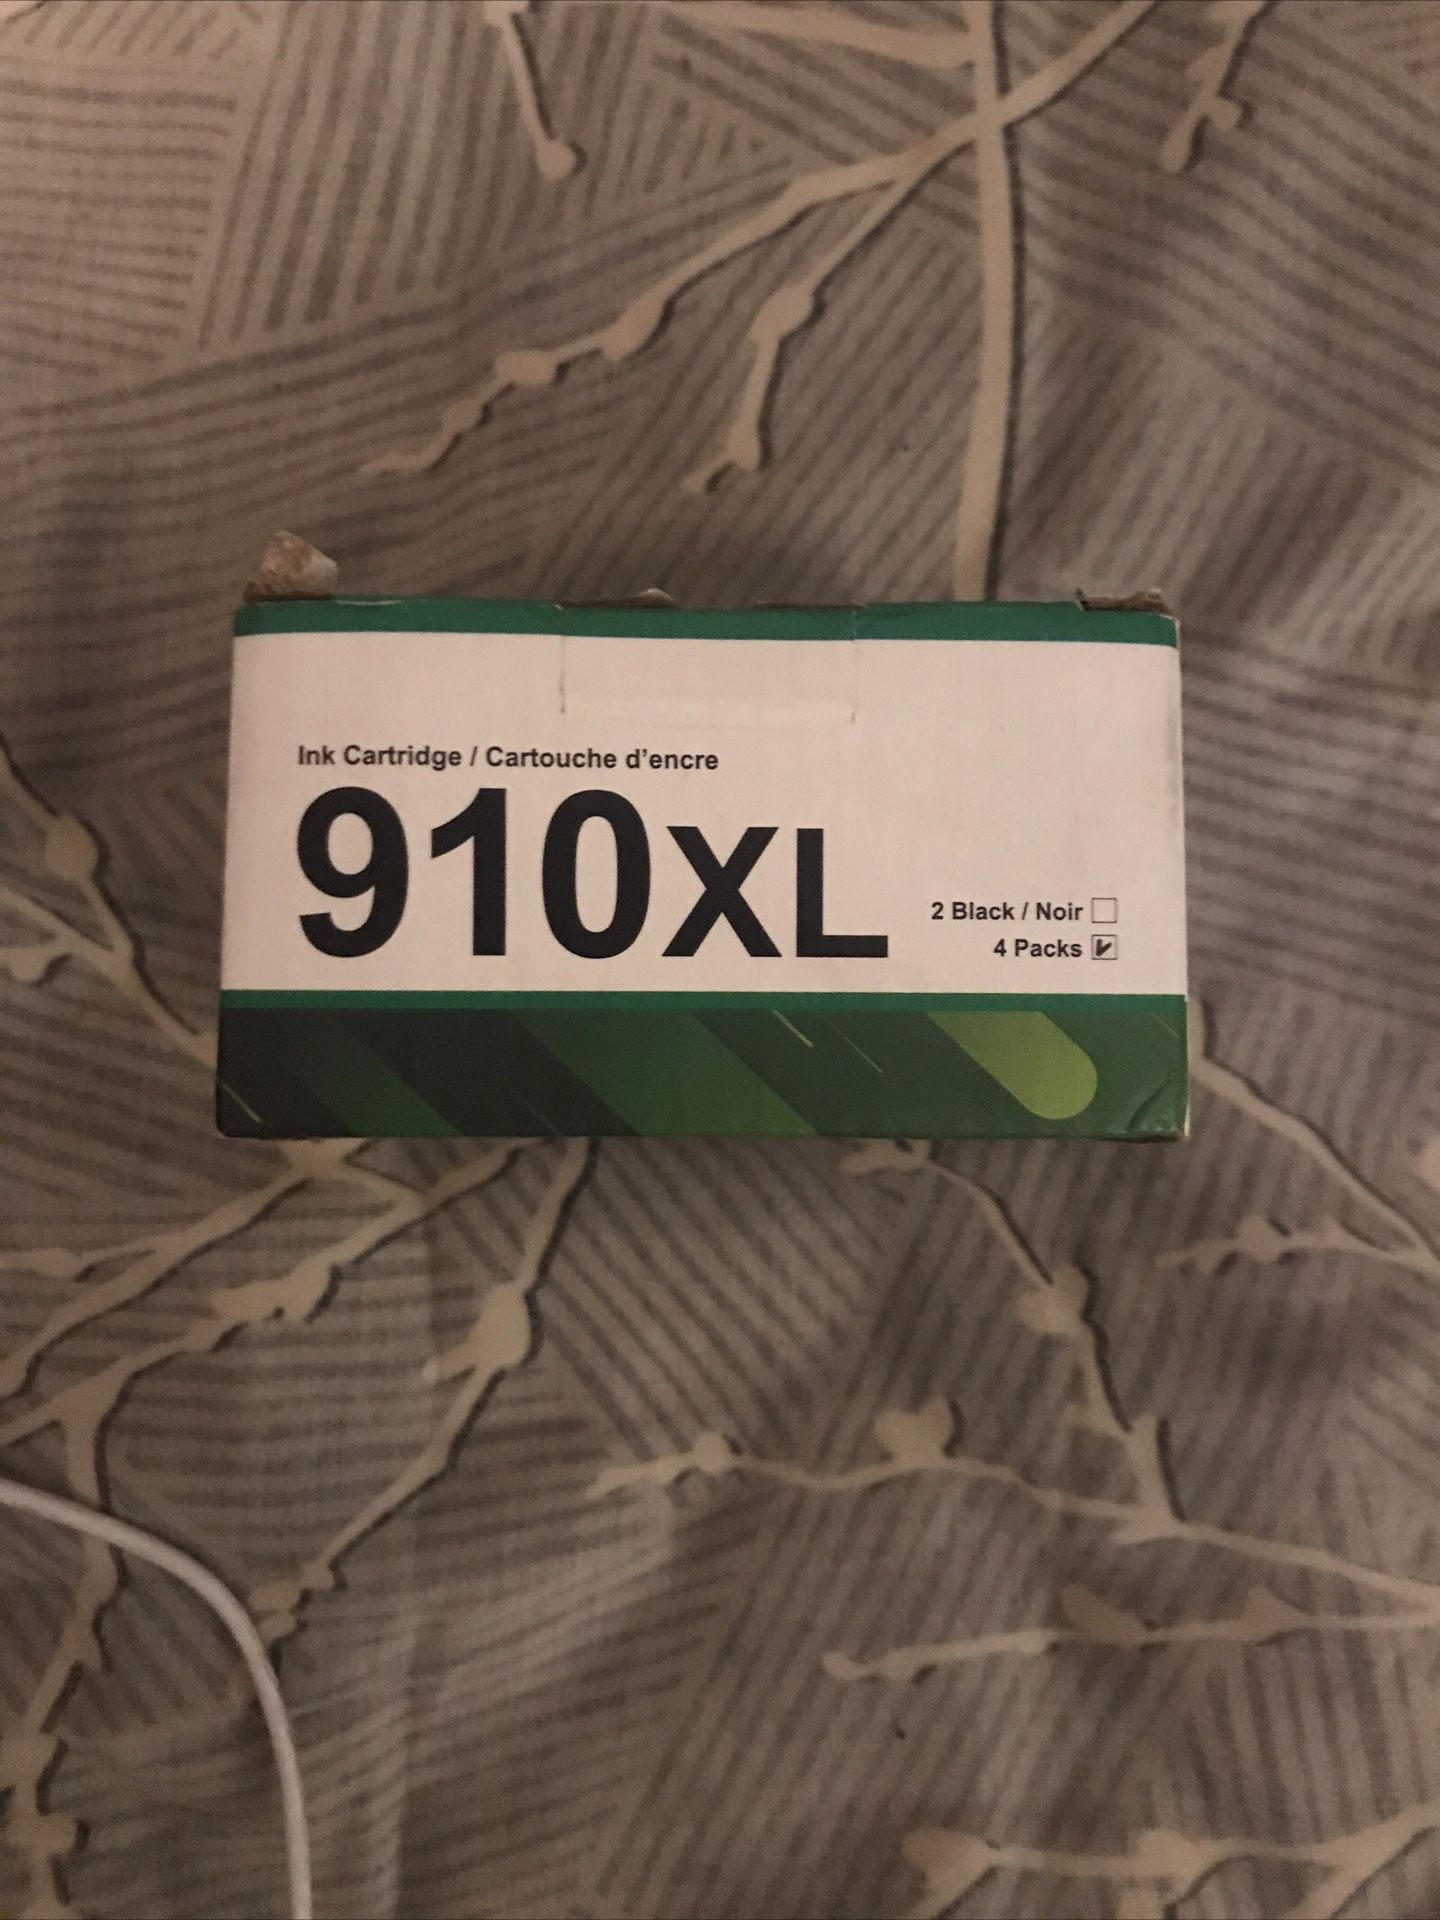 Ink Cartridge / Cartouche d'encre
910XL
2 Black / Noir
4 Packs